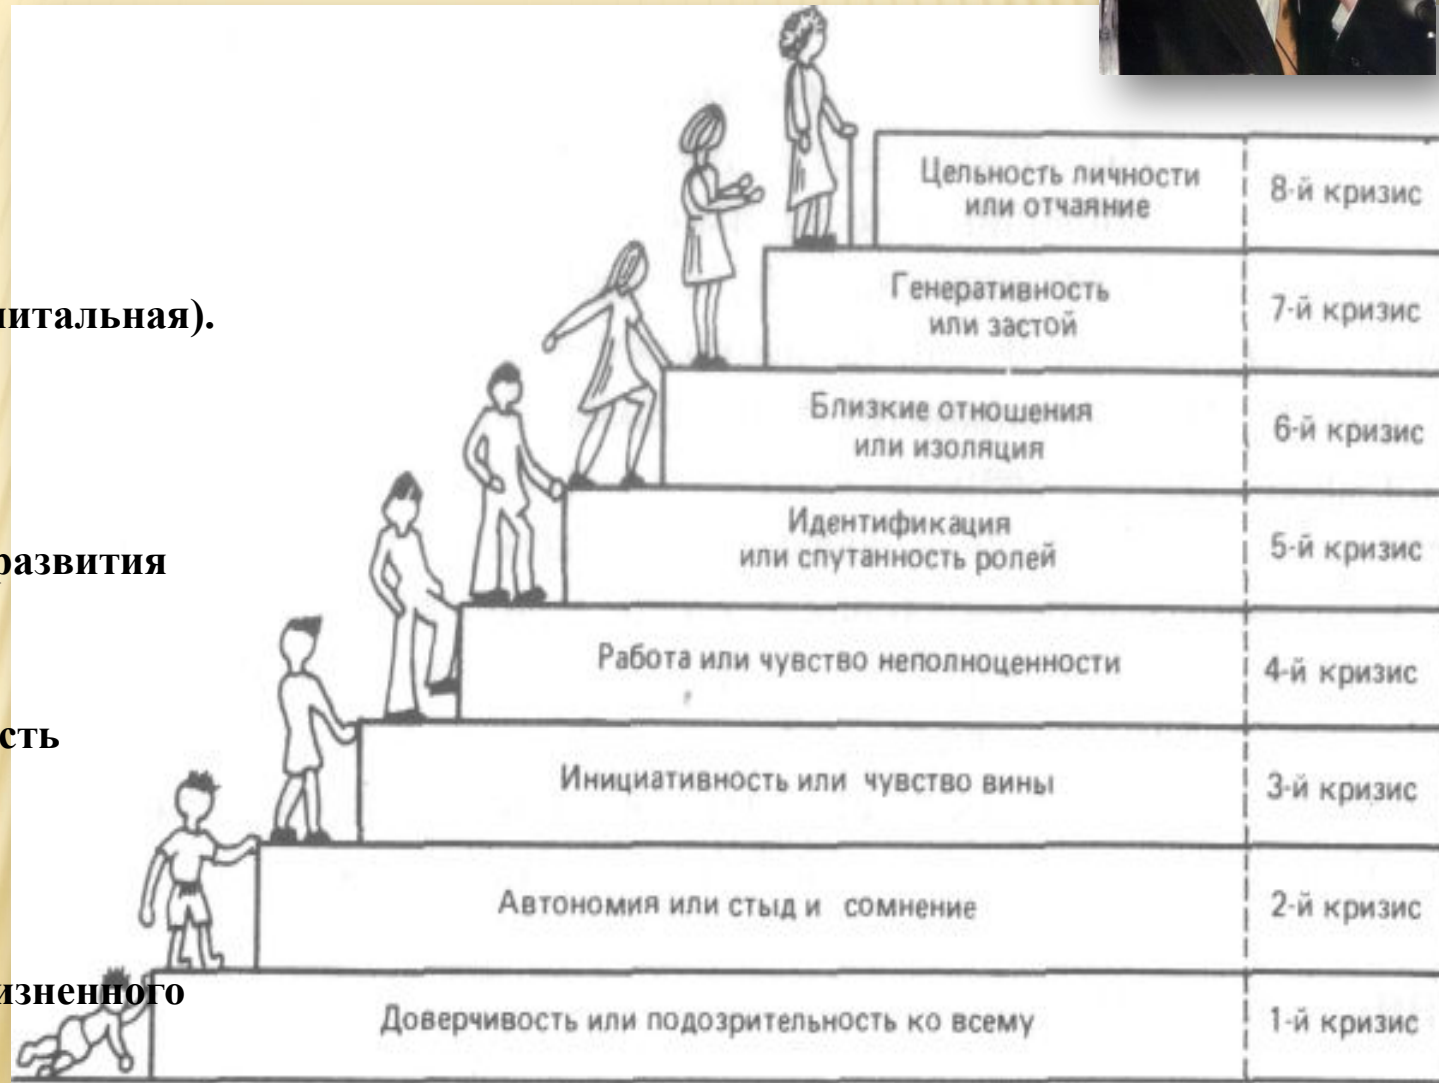 Цельность личности
или отчаяние
8-й кризис
Генеративность
или застой
7-й кризис
(генитальная).
Близкие отношения
или изоляция
6-й кризис
Идентификация
или спутанность ролей
5-й кризис
развития
Работа или чувство неполноценности
4-й кризис
сть
Инициативность или чувство вины
3-й кризис
Автономия или стыд и сомнение
2-й кризис
изненного
Доверчивость или подозрительность ко всему
1-й кризис